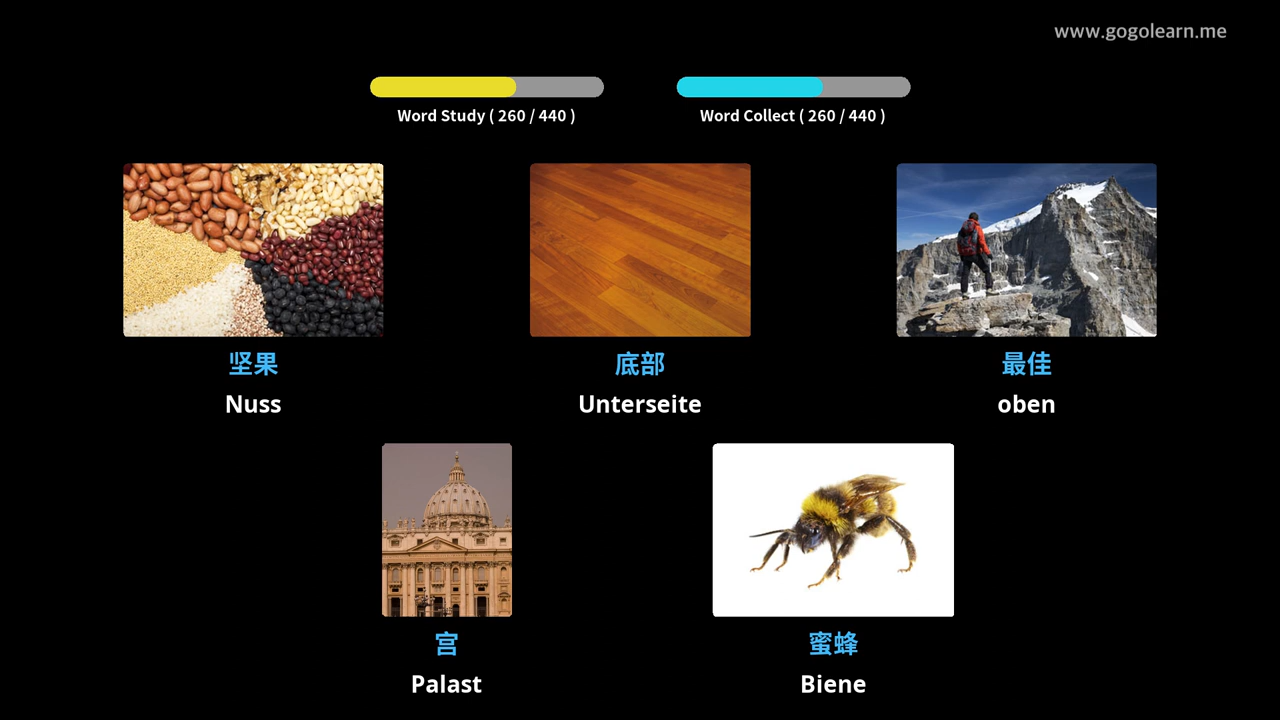 www.gogolearn.me
Word Study ( 260 / 440 )
Word Collect ( 260 / 440 )
坚果
底部
最佳
Nuss
Unterseite
oben
宫
蜜蜂
Palast
Biene